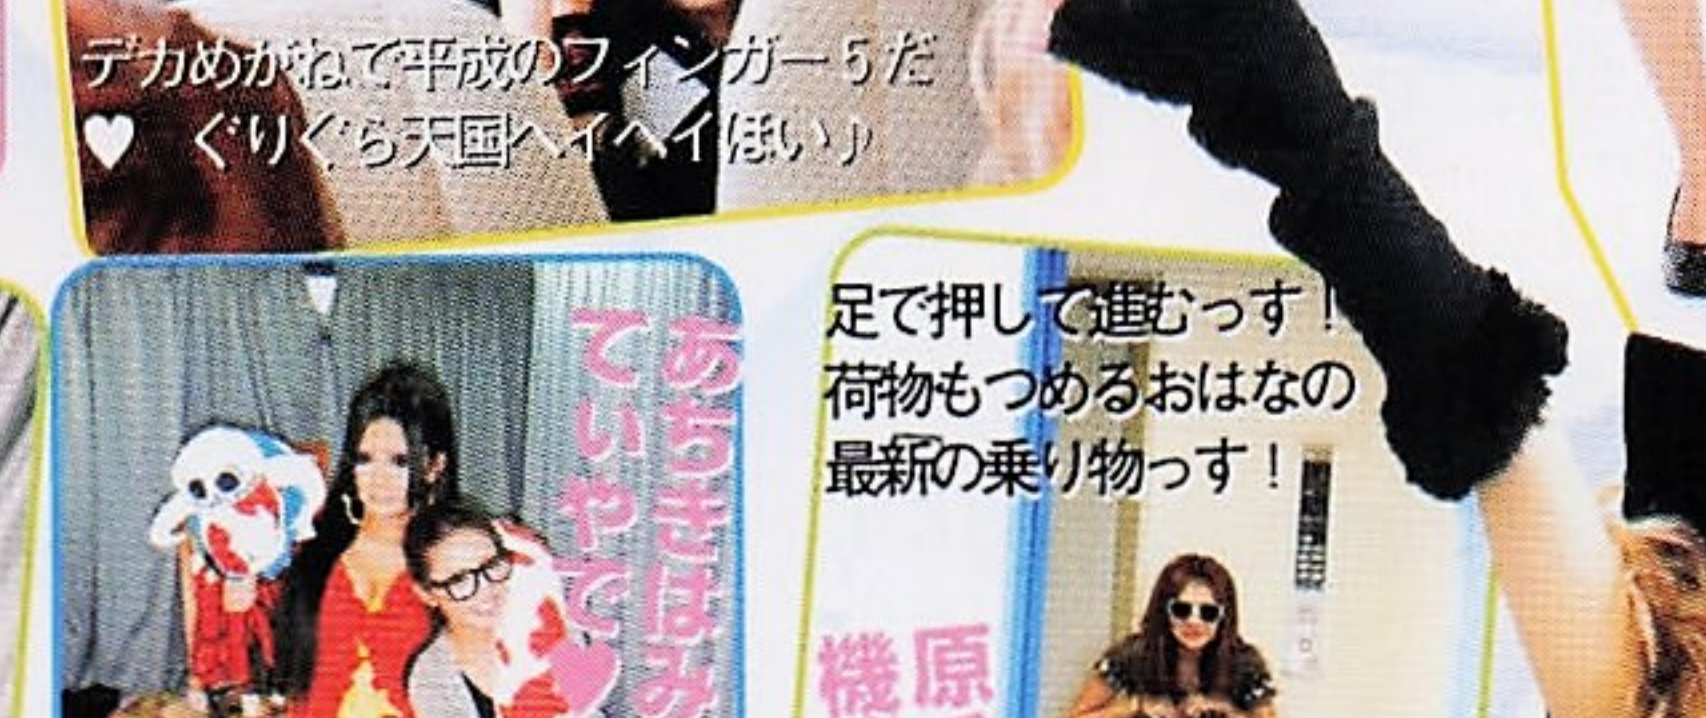 デカめがねで平成のフィンガー5だ
♥ ぐりぐら天国ヘイヘイほい♪
あちきはみ
ていやで♥
足で押して進むっす！
荷物もつめるおはなの
最新の乗り物っす！
原
機